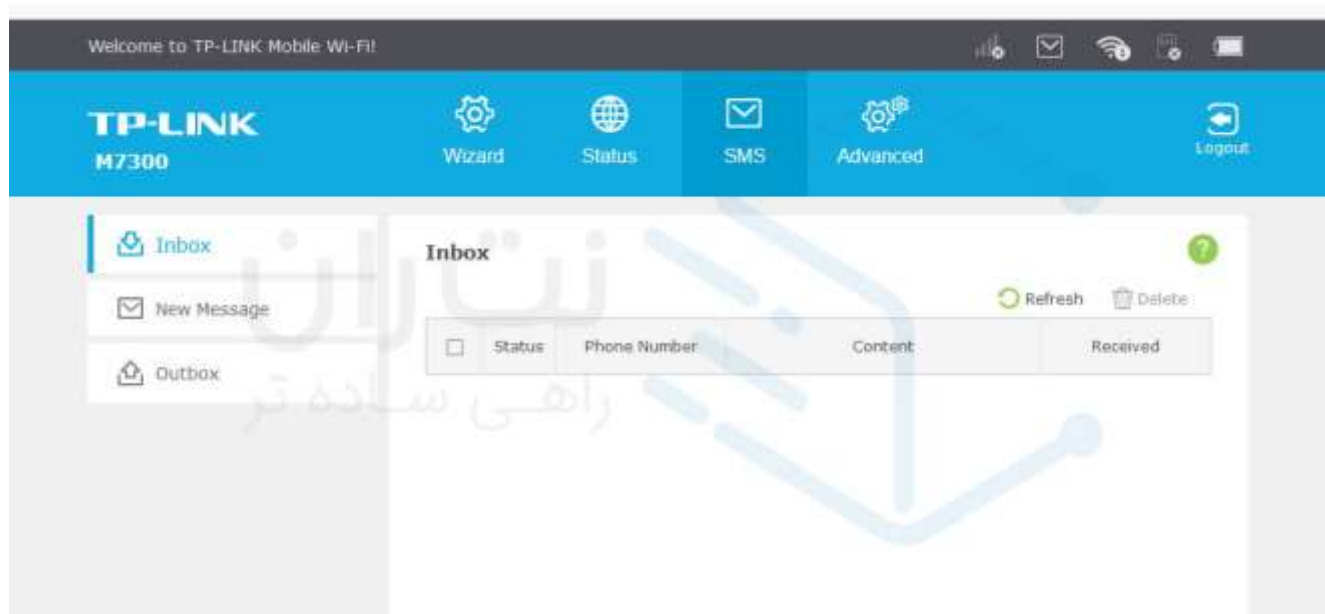 Welcome to TP-LINK Mobile Wi-Fi!
TP-LINK
M7300
Wizard
Status
SMS
Advanced
Logout
Inbox
New Message
Outbox
Inbox
Refresh
Delete
Status
Phone Number
Content
Received
نت ران
راهی ساده تر